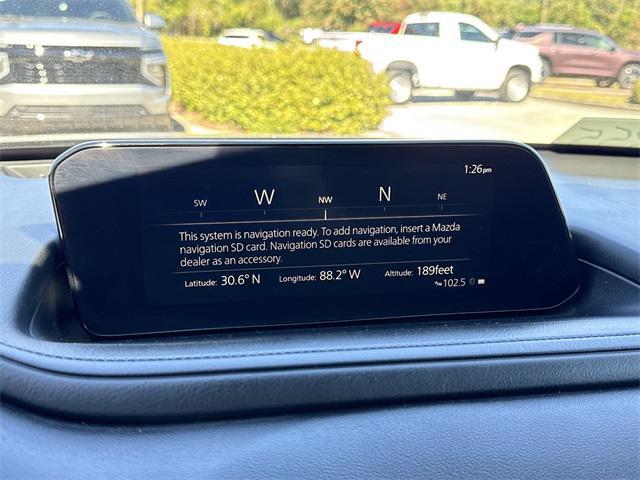 1:26pm
SW W NW N NE
This system is navigation ready. To add navigation, insert a Mazda
navigation SD card. Navigation SD cards are available from your
dealer as an accessory.
Latitude: 30.6° N Longitude: 88.2° W Altitude: 189feet
102.5